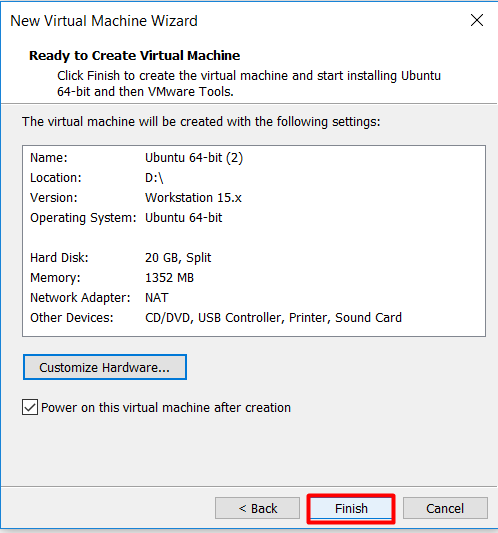 New Virtual Machine Wizard
Ready to Create Virtual Machine
Click Finish to create the virtual machine and start installing Ubuntu
64-bit and then VMware Tools.
The virtual machine will be created with the following settings:
Name: Ubuntu 64-bit (2)
Location: D:\
Version: Workstation 15.x
Operating System: Ubuntu 64-bit
Hard Disk: 20 GB, Split
Memory: 1352 MB
Network Adapter: NAT
Other Devices: CD/DVD, USB Controller, Printer, Sound Card
Customize Hardware...
Power on this virtual machine after creation
< Back Finish Cancel